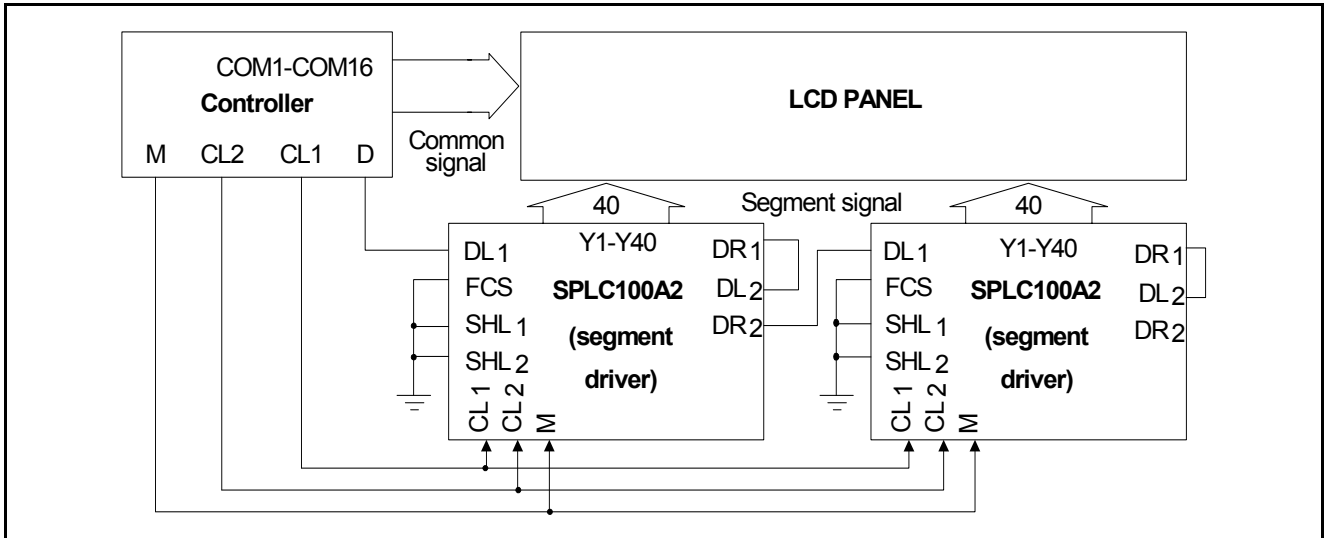 COM1-COM16
Controller
M CL2 CL1 D
Common
signal
LCD PANEL
40
Segment signal
40
DL1
FCS
SHL1
SHL2
CL1
CL2
M
Y1-Y40
SPLC100A2
(segment
driver)
DR1
DL2
DR2
DL1
FCS
SHL1
SHL2
CL1
CL2
M
Y1-Y40
SPLC100A2
(segment
driver)
DR1
DL2
DR2